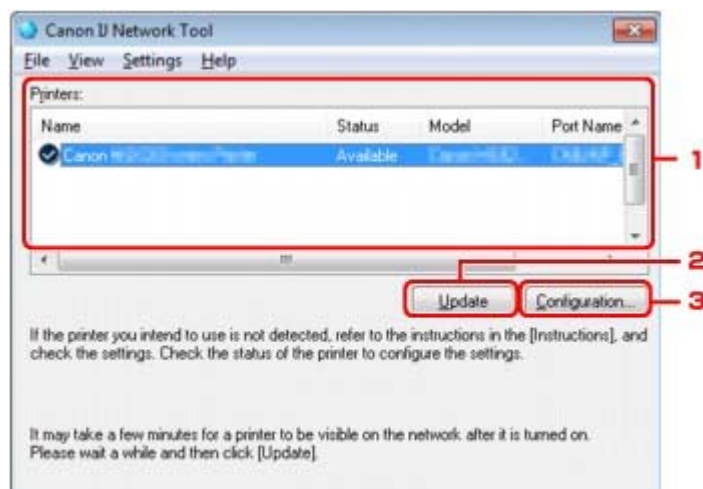 Canon IJ Network Tool
File View Settings Help
Printers:
Name Status Model Port Name
Canon Available
1
2
3
Update Configuration...
If the printer you intend to use is not detected, refer to the instructions in the [Instructions], and
check the settings. Check the status of the printer to configure the settings.
It may take a few minutes for a printer to be visible on the network after it is turned on.
Please wait a while and then click [Update].